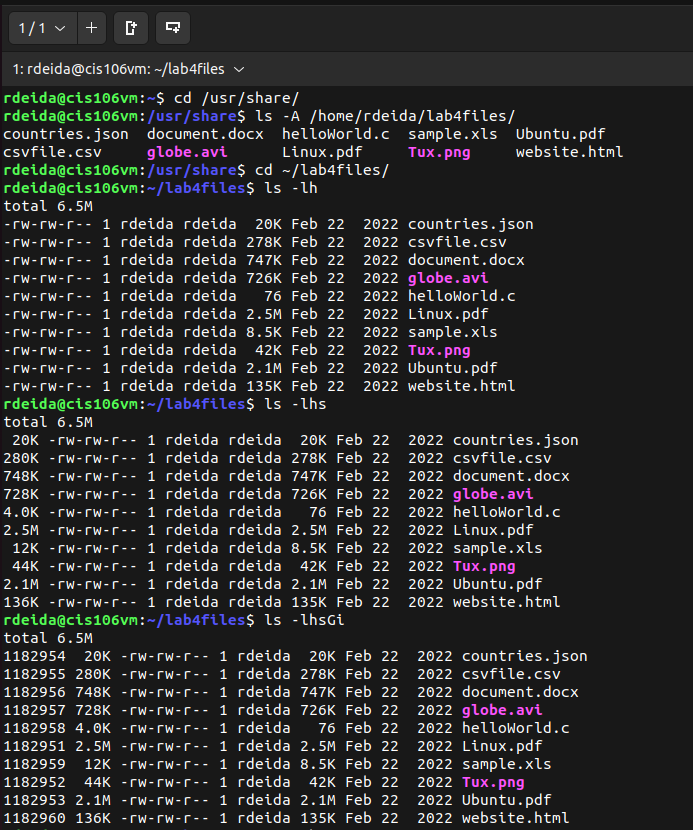 1 / 1
1: rdeida@cis106vm: ~/lab4files
rdeida@cis106vm:~$ cd /usr/share/
rdeida@cis106vm:/usr/share$ ls -A /home/rdeida/lab4files/
countries.json  document.docx  helloWorld.c  sample.xls  Ubuntu.pdf
csvfile.csv     globe.avi      Linux.pdf     Tux.png     website.html
rdeida@cis106vm:/usr/share$ cd ~/lab4files/
rdeida@cis106vm:~/lab4files$ ls -lh
total 6.5M
-rw-rw-r-- 1 rdeida rdeida  20K Feb 22  2022 countries.json
-rw-rw-r-- 1 rdeida rdeida 278K Feb 22  2022 csvfile.csv
-rw-rw-r-- 1 rdeida rdeida 747K Feb 22  2022 document.docx
-rw-rw-r-- 1 rdeida rdeida 726K Feb 22  2022 globe.avi
-rw-rw-r-- 1 rdeida rdeida   76 Feb 22  2022 helloWorld.c
-rw-rw-r-- 1 rdeida rdeida 2.5M Feb 22  2022 Linux.pdf
-rw-rw-r-- 1 rdeida rdeida 8.5K Feb 22  2022 sample.xls
-rw-rw-r-- 1 rdeida rdeida  42K Feb 22  2022 Tux.png
-rw-rw-r-- 1 rdeida rdeida 2.1M Feb 22  2022 Ubuntu.pdf
-rw-rw-r-- 1 rdeida rdeida 135K Feb 22  2022 website.html
rdeida@cis106vm:~/lab4files$ ls -lhs
total 6.5M
 20K -rw-rw-r-- 1 rdeida rdeida  20K Feb 22  2022 countries.json
280K -rw-rw-r-- 1 rdeida rdeida 278K Feb 22  2022 csvfile.csv
748K -rw-rw-r-- 1 rdeida rdeida 747K Feb 22  2022 document.docx
728K -rw-rw-r-- 1 rdeida rdeida 726K Feb 22  2022 globe.avi
4.0K -rw-rw-r-- 1 rdeida rdeida   76 Feb 22  2022 helloWorld.c
2.5M -rw-rw-r-- 1 rdeida rdeida 2.5M Feb 22  2022 Linux.pdf
 12K -rw-rw-r-- 1 rdeida rdeida 8.5K Feb 22  2022 sample.xls
 44K -rw-rw-r-- 1 rdeida rdeida  42K Feb 22  2022 Tux.png
2.1M -rw-rw-r-- 1 rdeida rdeida 2.1M Feb 22  2022 Ubuntu.pdf
136K -rw-rw-r-- 1 rdeida rdeida 135K Feb 22  2022 website.html
rdeida@cis106vm:~/lab4files$ ls -lhsGi
total 6.5M
1182954  20K -rw-rw-r-- 1 rdeida  20K Feb 22  2022 countries.json
1182955 280K -rw-rw-r-- 1 rdeida 278K Feb 22  2022 csvfile.csv
1182956 748K -rw-rw-r-- 1 rdeida 747K Feb 22  2022 document.docx
1182957 728K -rw-rw-r-- 1 rdeida 726K Feb 22  2022 globe.avi
1182958 4.0K -rw-rw-r-- 1 rdeida   76 Feb 22  2022 helloWorld.c
1182951 2.5M -rw-rw-r-- 1 rdeida 2.5M Feb 22  2022 Linux.pdf
1182959  12K -rw-rw-r-- 1 rdeida 8.5K Feb 22  2022 sample.xls
1182952  44K -rw-rw-r-- 1 rdeida  42K Feb 22  2022 Tux.png
1182953 2.1M -rw-rw-r-- 1 rdeida 2.1M Feb 22  2022 Ubuntu.pdf
1182960 136K -rw-rw-r-- 1 rdeida 135K Feb 22  2022 website.html